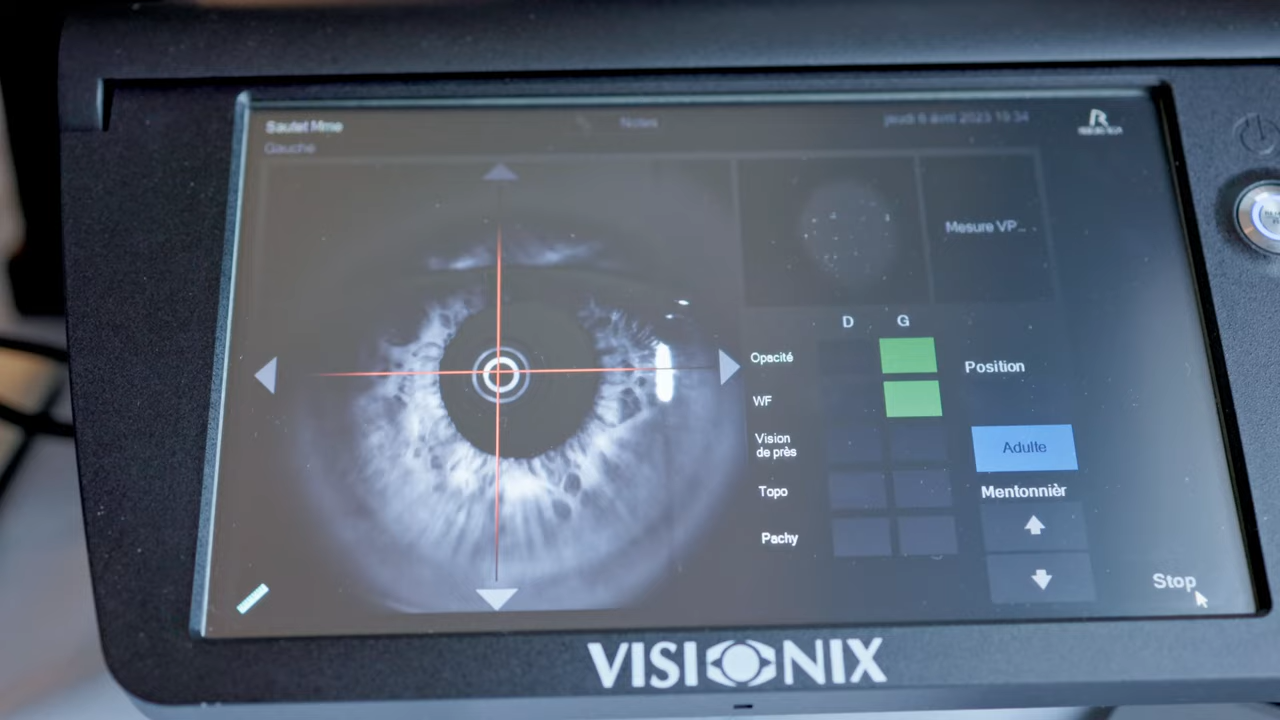 Sautet Mme
Notes
jeudi 6 avril 2023 19:34
Gauche
Mesure VP...
D G
Opacité
WF
Vision
de près
Topo
Pachy
Position
Adulte
Mentonnièr
Stop
VISIONIX